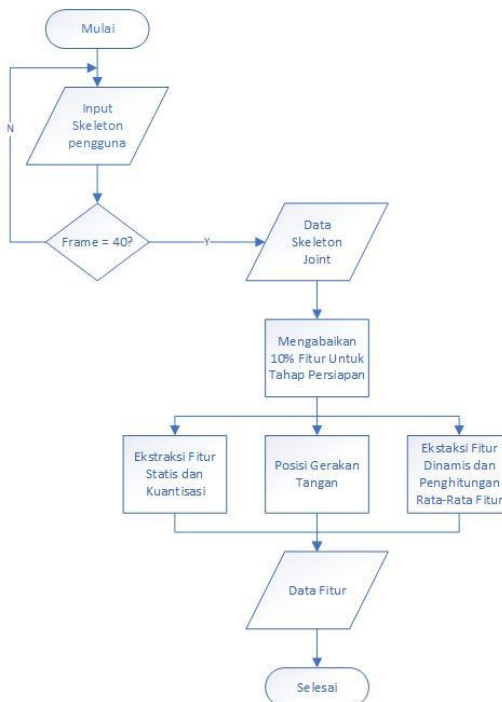 Mulai
Input
Skeleton
pengguna
N
Frame = 40?
Y
Data
Skeleton
Joint
Mengabaikan
10% Fitur Untuk
Tahap Persiapan
Ekstraksi Fitur
Statis dan
Kuantisasi
Posisi Gerakan
Tangan
Ekstaksi Fitur
Dinamis dan
Penghitungan
Rata-Rata Fitur
Data Fitur
Selesai